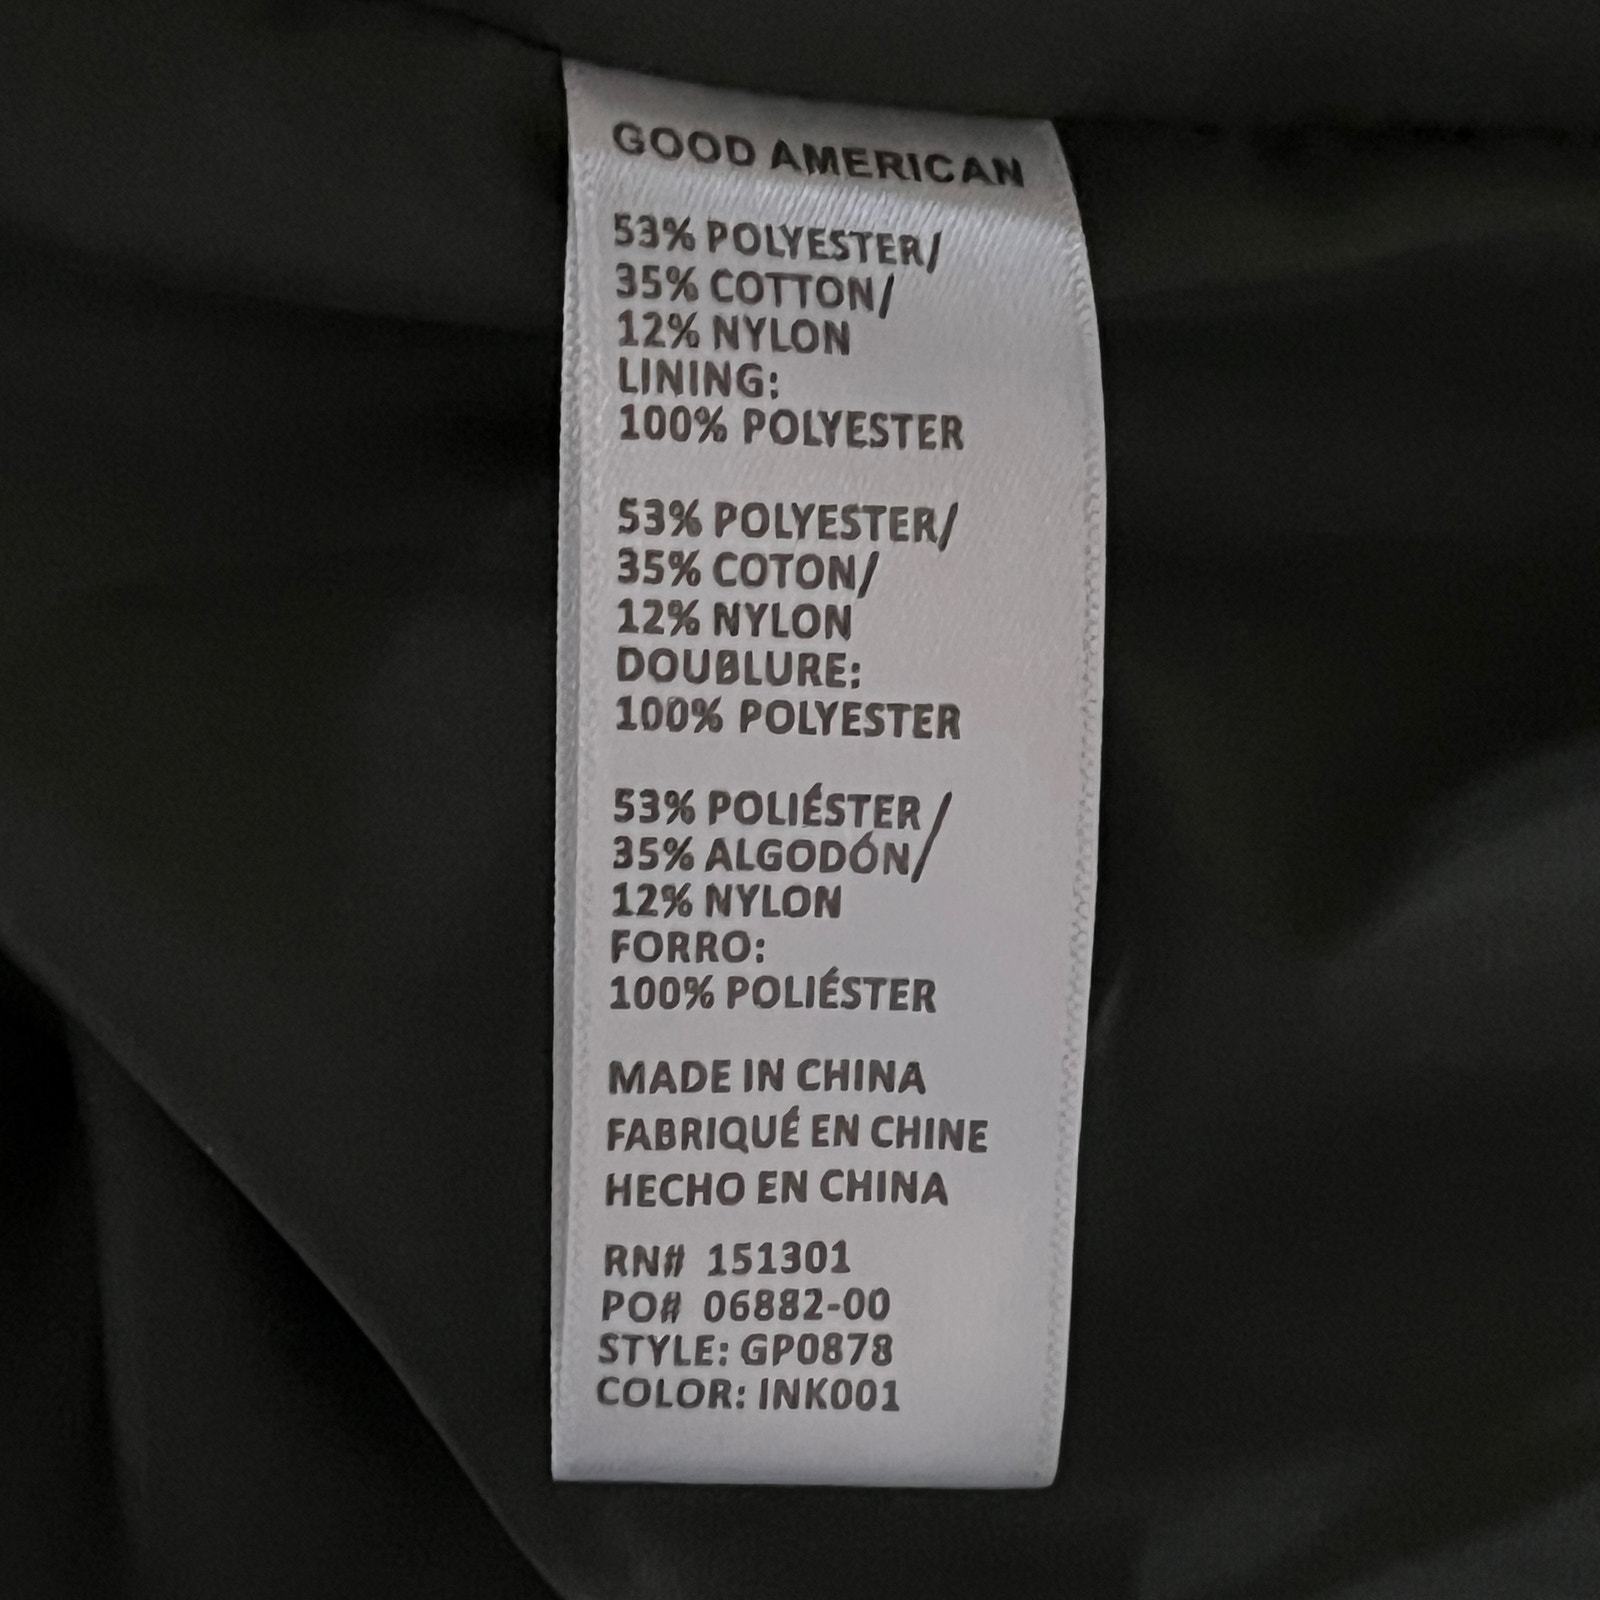 GOOD AMERICAN
53% POLYESTER/
35% COTTON/
12% NYLON
LINING:
100% POLYESTER
53% POLYESTER/
35% COTON/
12% NYLON
DOUBLURE:
100% POLYESTER
53% POLIÉSTER/
35% ALGODÓN/
12% NYLON
FORRO:
100% POLIÉSTER
MADE IN CHINA
FABRIQUÉ EN CHINE
HECHO EN CHINA
RN# 151301
PO# 06882-00
STYLE: GP0878
COLOR: INK001